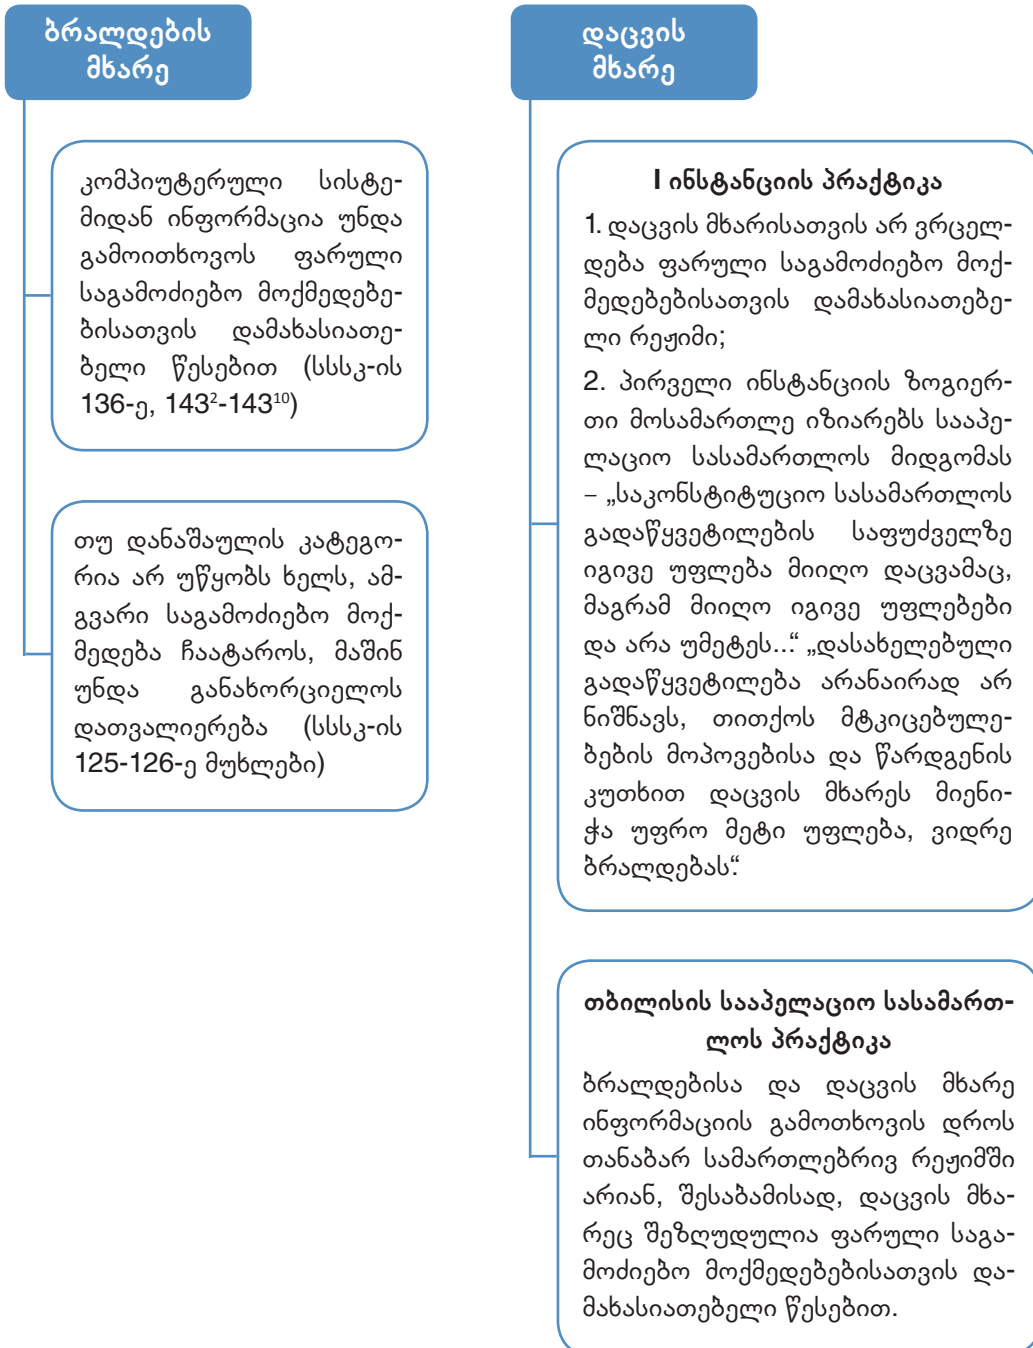 ბრალდების
მხარე
კომპიუტერული სისტე-
მიდან ინფორმაცია უნდა
გამოითხოვოს ფარული
საგამოძიებო მოქმედებე-
ბისათვის დამახასიათე-
ბელი წესებით (სსსკ-ის
136-ე, 143²-143¹⁰)
თუ დანაშაულის კატეგო-
რია არ უწყობს ხელს, ამ-
გვარი საგამოძიებო მოქ-
მედება ჩაატაროს, მაშინ
უნდა განახორციელოს
დათვალიერება (სსსკ-ის
125-126-ე მუხლები)
დაცვის
მხარე
I ინსტანციის პრაქტიკა
1. დაცვის მხარისათვის არ ვრცელ-
დება ფარული საგამოძიებო მოქ-
მედებებისათვის დამახასიათებე-
ლი რეჟიმი;
2. პირველი ინსტანციის ზოგიერ-
თი მოსამართლე იზიარებს სააპე-
ლაციო სასამართლოს მიდგომას
– „საკონსტიტუციო სასამართლოს
გადაწყვეტილების საფუძველზე
იგივე უფლება მიიღო დაცვამაც,
მაგრამ მიიღო იგივე უფლებები
და არა უმეტეს...“ „დასახელებული
გადაწყვეტილება არანაირად არ
ნიშნავს, თითქოს მტკიცებულე-
ბების მოპოვებისა და წარდგენის
კუთხით დაცვის მხარეს მიენი-
ჭა უფრო მეტი უფლება, ვიდრე
ბრალდებას“.
თბილისის სააპელაციო სასამართ-
ლოს პრაქტიკა
ბრალდებისა და დაცვის მხარე
ინფორმაციის გამოთხოვის დროს
თანაბარ სამართლებრივ რეჟიმში
არიან, შესაბამისად, დაცვის მხა-
რეც შეზღუდულია ფარული საგა-
მოძიებო მოქმედებებისათვის და-
მახასიათებელი წესებით.